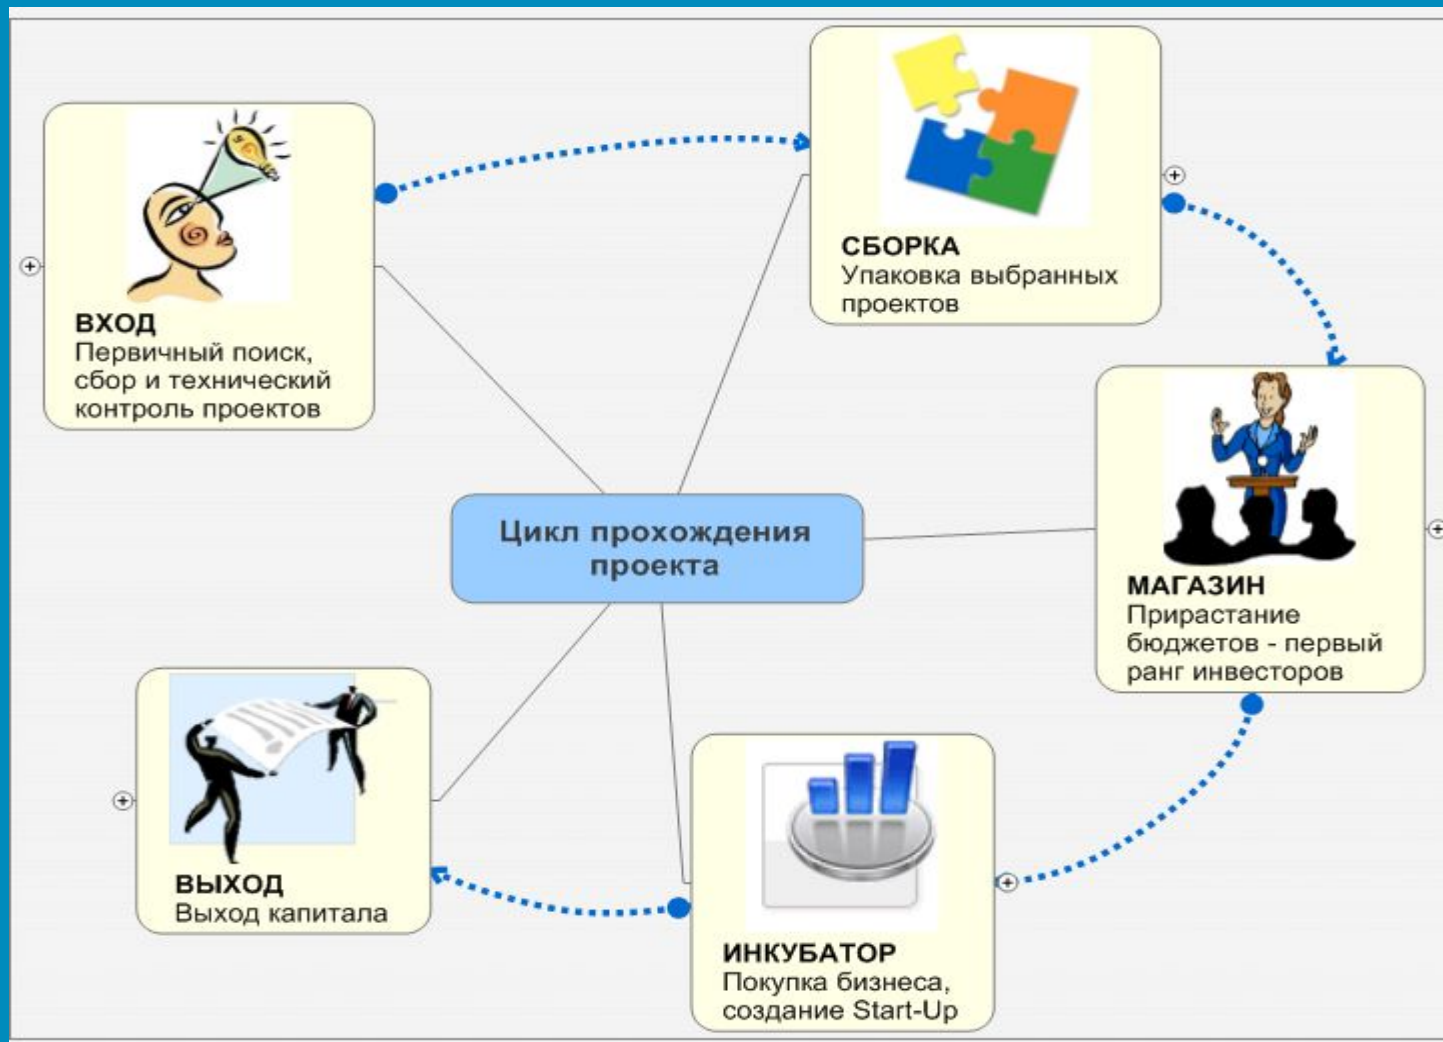 ВХОД
Первичный поиск,
сбор и технический
контроль проектов
СБОРКА
Упаковка выбранных
проектов
МАГАЗИН
Прирастание
бюджетов - первый
ранг инвесторов
Цикл прохождения
проекта
ВЫХОД
Выход капитала
ИНКУБАТОР
Покупка бизнеса,
создание Start-Up